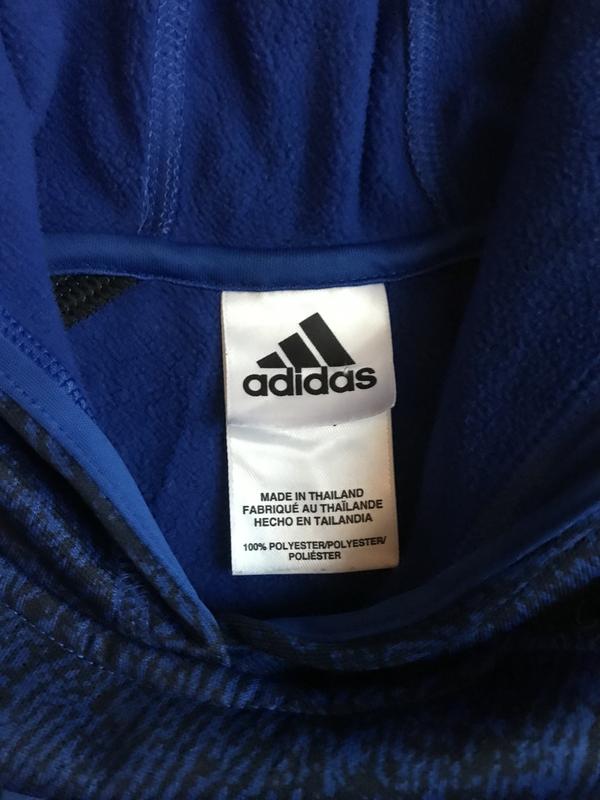 adidas
MADE IN THAILAND
FABRIQUÉ AU THAÏLANDE
HECHO EN TAILANDIA
100% POLYESTER/POLYESTER/
POLIÉSTER